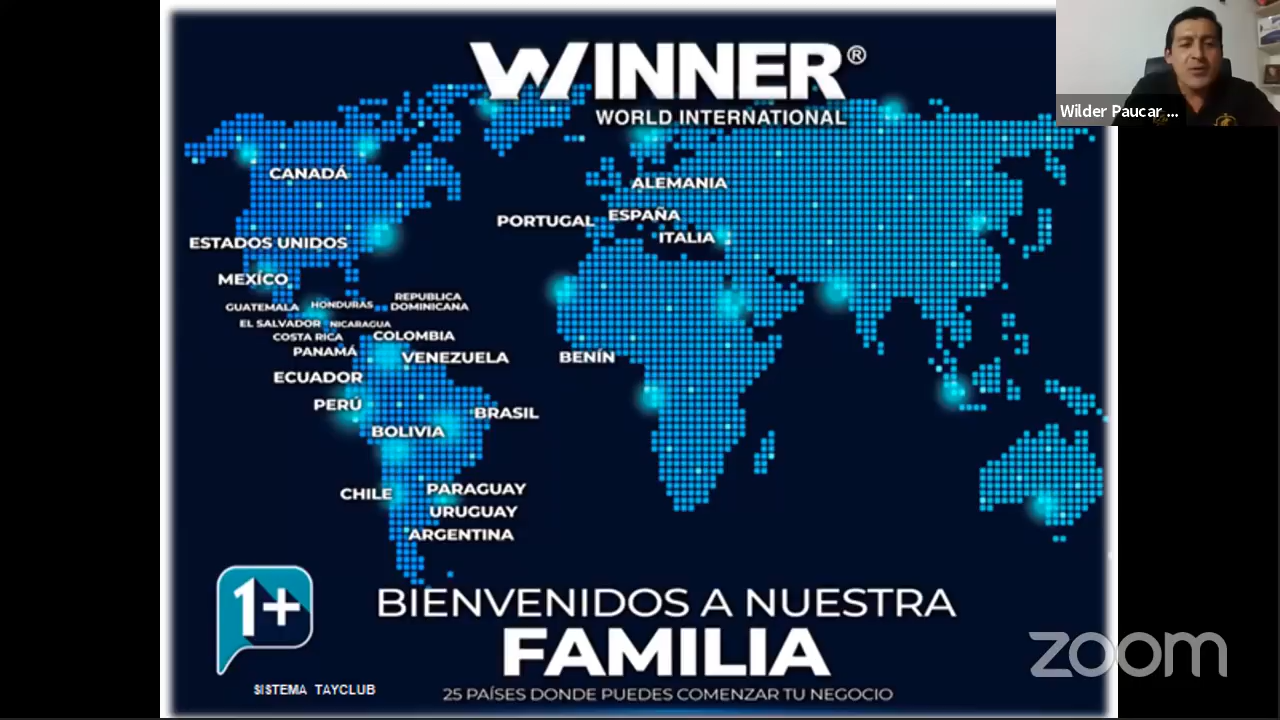 WINNER®
WORLD INTERNATIONAL
Wilder Paucar ...
CANADÁ
ALEMANIA
PORTUGAL
ESPAÑA
ESTADOS UNIDOS
ITALIA
MEXÍCO
GUATEMALA
HONDURAS
REPUBLICA
DOMINICANA
EL SALVADOR
NICARAGUA
COSTA RICA
COLOMBIA
PANAMÁ
VENEZUELA
BENÍN
ECUADOR
PERÚ
BRASIL
BOLIVIA
CHILE
PARAGUAY
URUGUAY
ARGENTINA
1+
BIENVENIDOS A NUESTRA
FAMILIA
zoom
SISTEMA TAYCLUB
25 PAÍSES DONDE PUEDES COMENZAR TU NEGOCIO